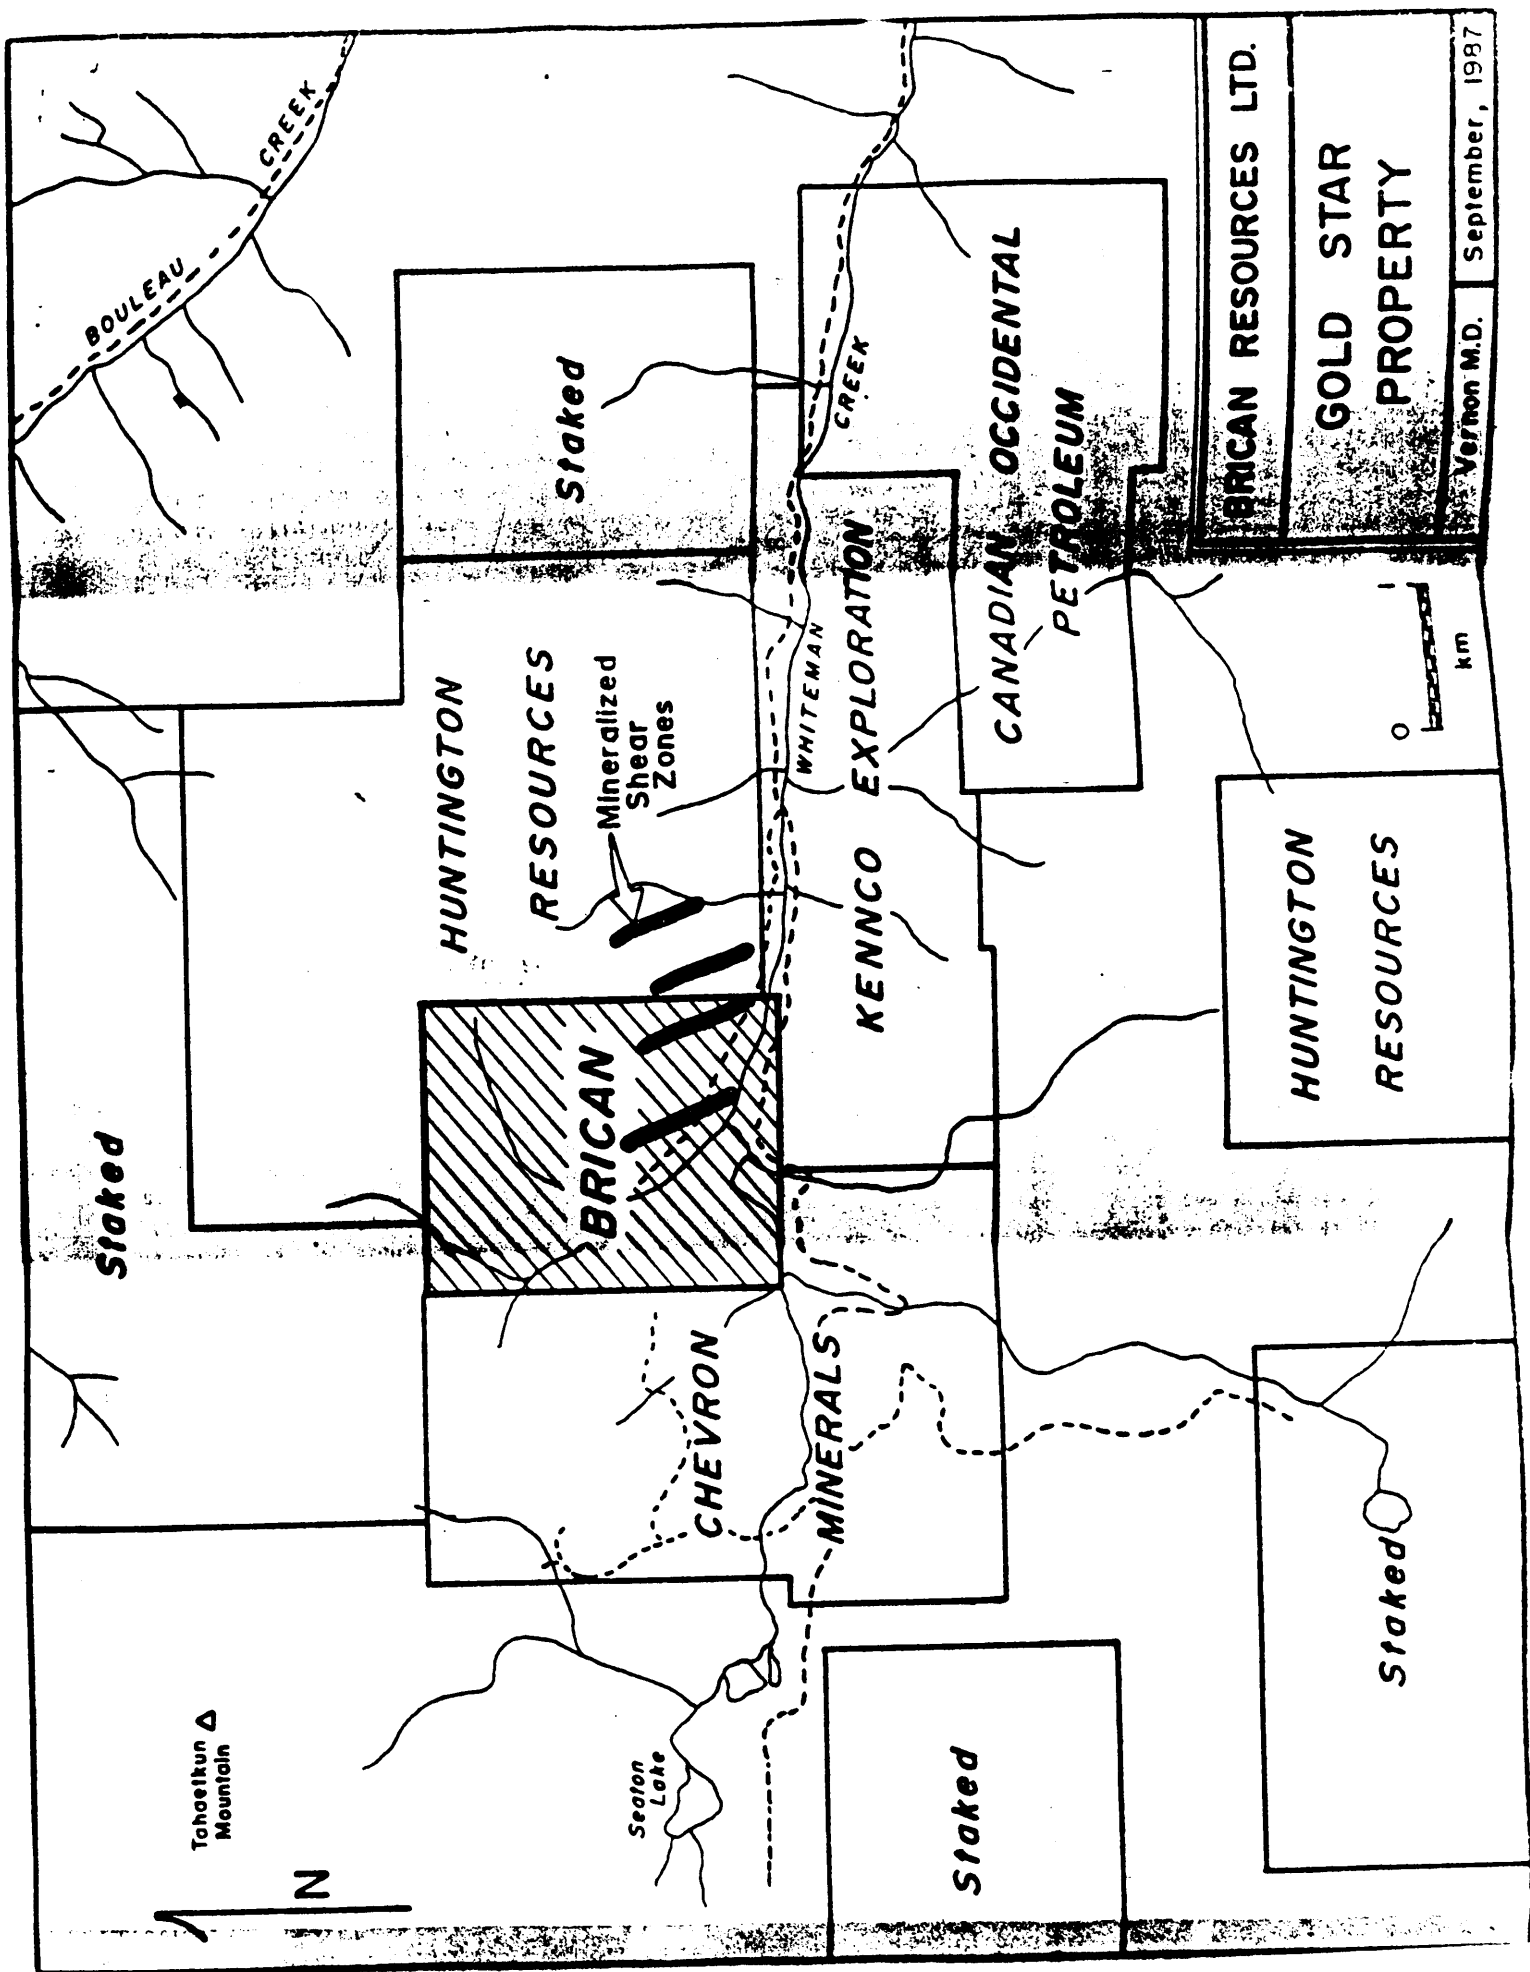 BOULEAU
CREEK
Staked
Tahaetkun
Mountain
N
HUNTINGTON
RESOURCES
Staked
Mineralized
Shear
Zones
BRICAN
Seaton
Lake
CHEVRON
MINERALS
WHITEMAN
CREEK
KENNCO EXPLORATION
CANADIAN OCCIDENTAL
PETROLEUM
Staked
HUNTINGTON
RESOURCES
Staked
0 1
km
BRICAN RESOURCES LTD.
GOLD STAR
PROPERTY
Vernon M.D. September, 1987